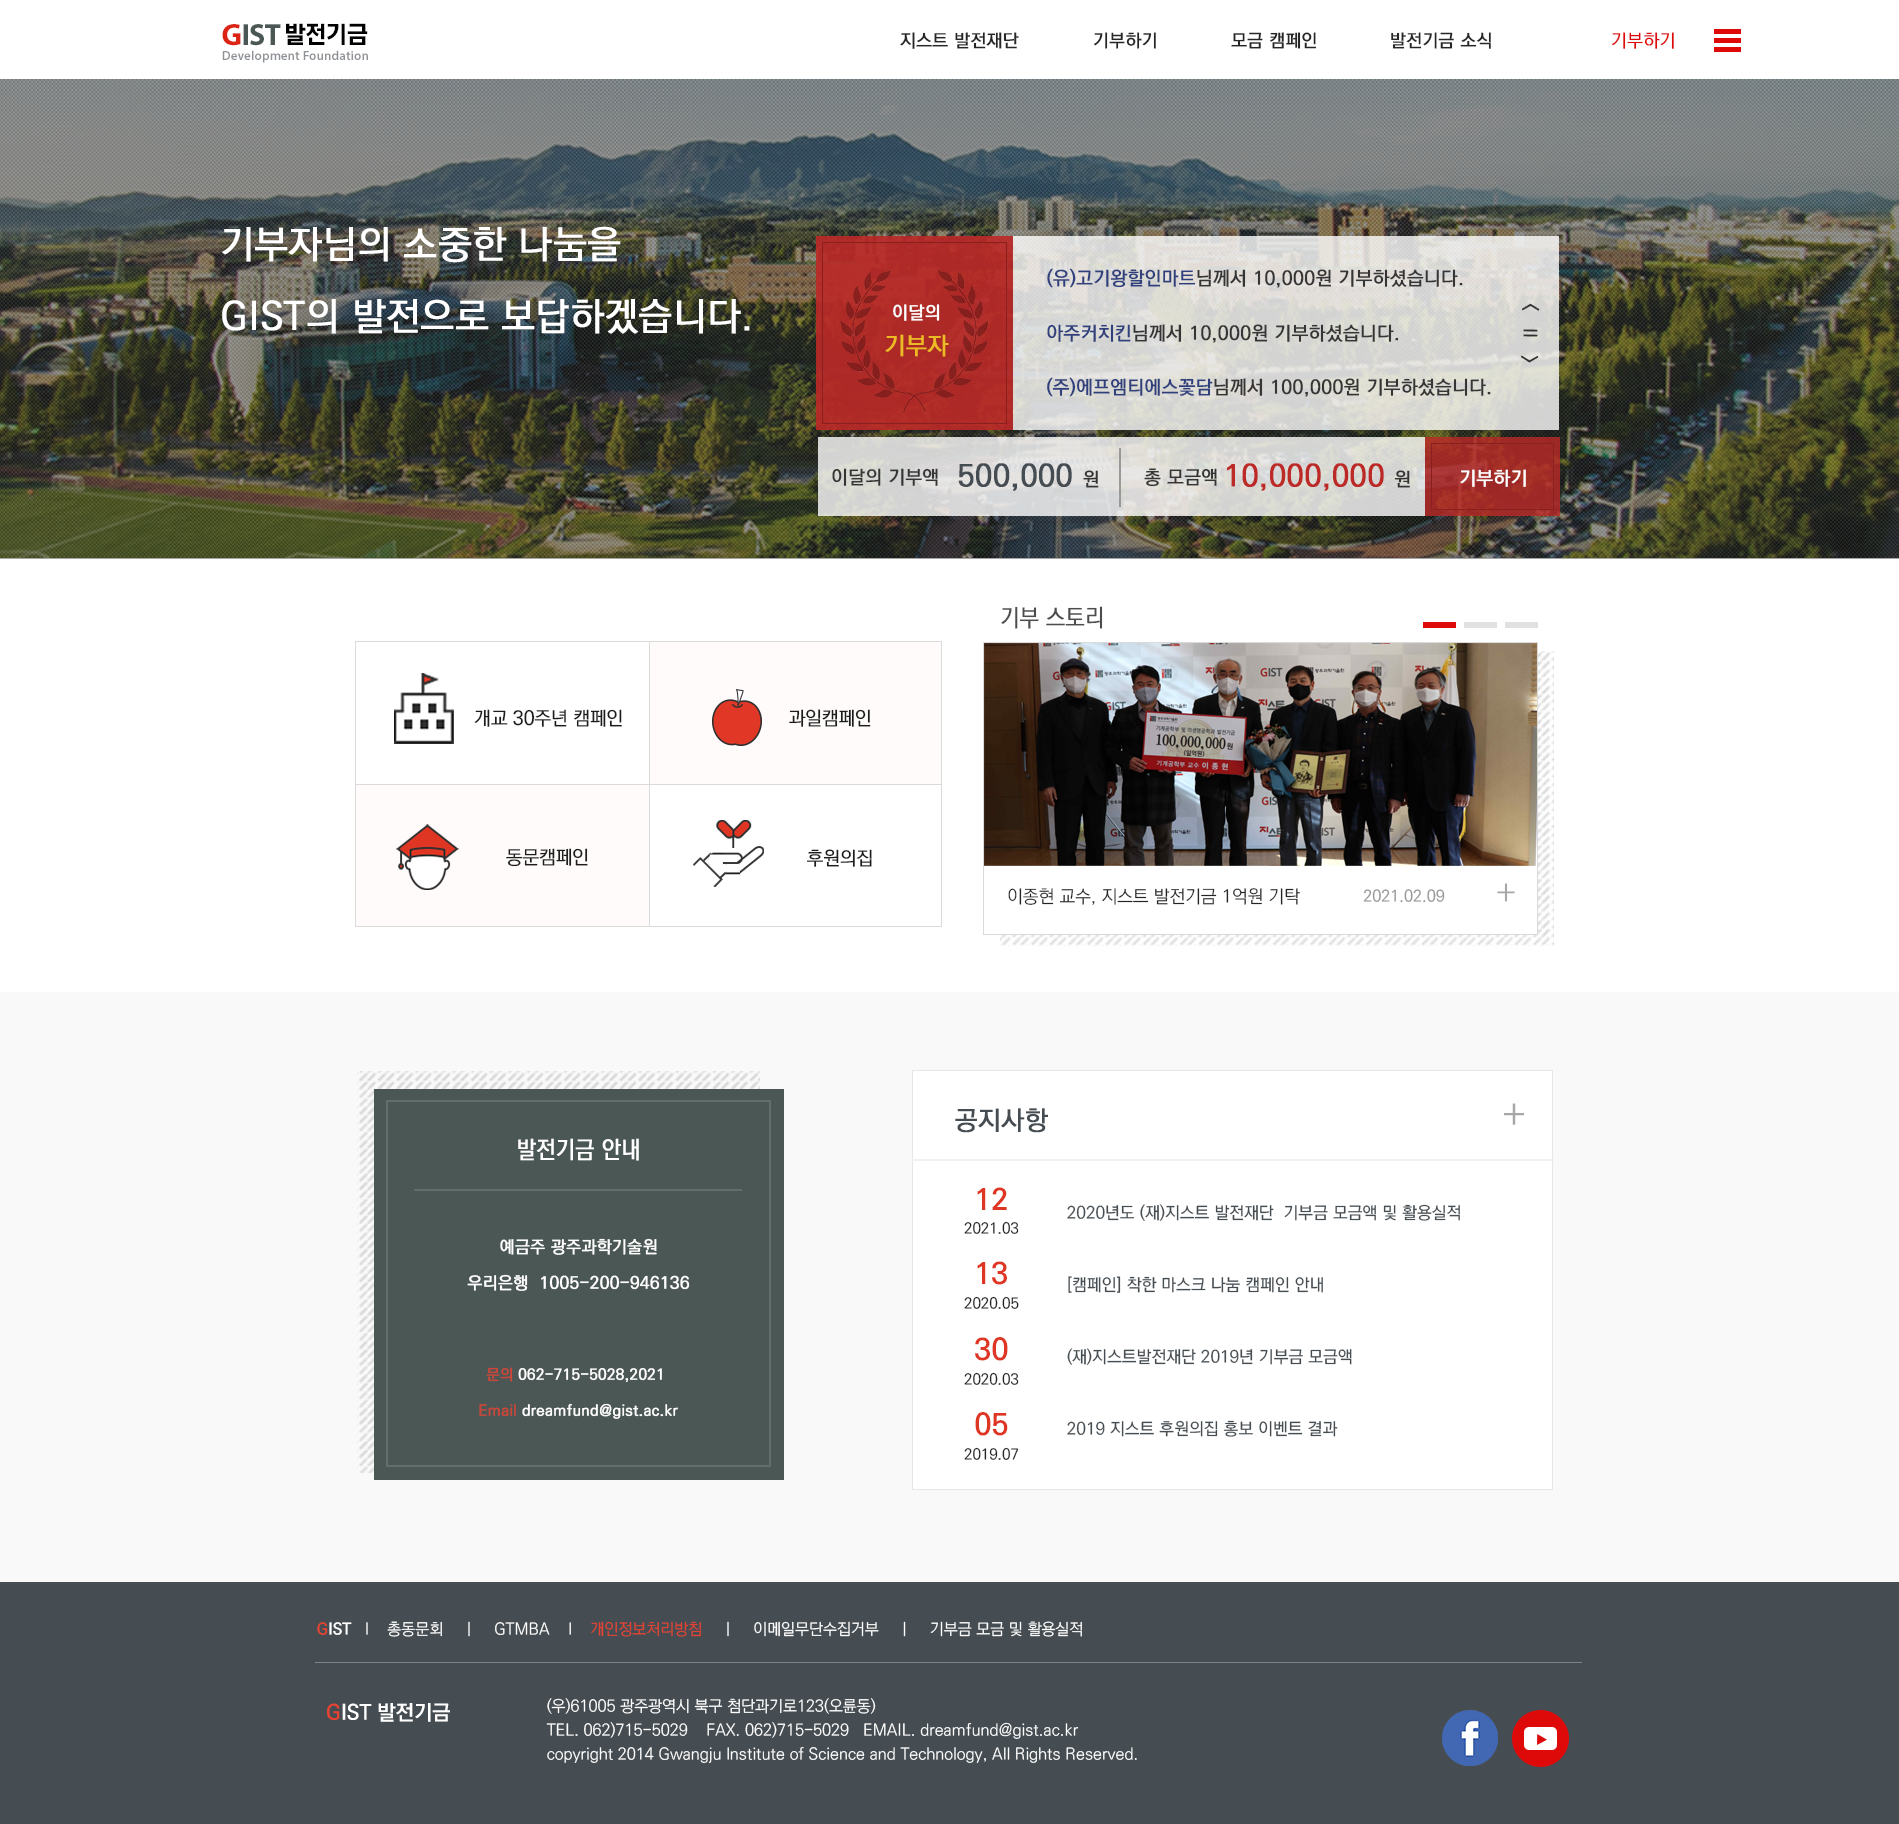 GIST 발전기금
Development Foundation
지스트 발전재단
기부하기
모금 캠페인
발전기금 소식
기부하기
기부자님의 소중한 나눔을
GIST의 발전으로 보답하겠습니다.
이달의
기부자
(유)고기왕할인마트님께서 10,000원 기부하셨습니다.
아주커치킨님께서 10,000원 기부하셨습니다.
(주)에프엠티에스꽃담님께서 100,000원 기부하셨습니다.
이달의 기부액 500,000 원
총 모금액 10,000,000 원
기부하기
개교 30주년 캠페인
과일캠페인
동문캠페인
후원의집
기부 스토리
GIST
100,000,000원
(일억원)
기계공학부 교수 이종현
이종현 교수, 지스트 발전기금 1억원 기탁
2021.02.09
발전기금 안내
예금주 광주과학기술원
우리은행 1005-200-946136
문의 062-715-5028,2021
Email dreamfund@gist.ac.kr
공지사항
12
2021.03
2020년도 (재)지스트 발전재단 기부금 모금액 및 활용실적
13
2020.05
[캠페인] 착한 마스크 나눔 캠페인 안내
30
2020.03
(재)지스트발전재단 2019년 기부금 모금액
05
2019.07
2019 지스트 후원의집 홍보 이벤트 결과
GIST | 총동문회 | GTMBA | 개인정보처리방침 | 이메일무단수집거부 | 기부금 모금 및 활용실적
GIST 발전기금
(우)61005 광주광역시 북구 첨단과기로123(오룡동)
TEL. 062)715-5029 FAX. 062)715-5029 EMAIL. dreamfund@gist.ac.kr
copyright 2014 Gwangju Institute of Science and Technology, All Rights Reserved.